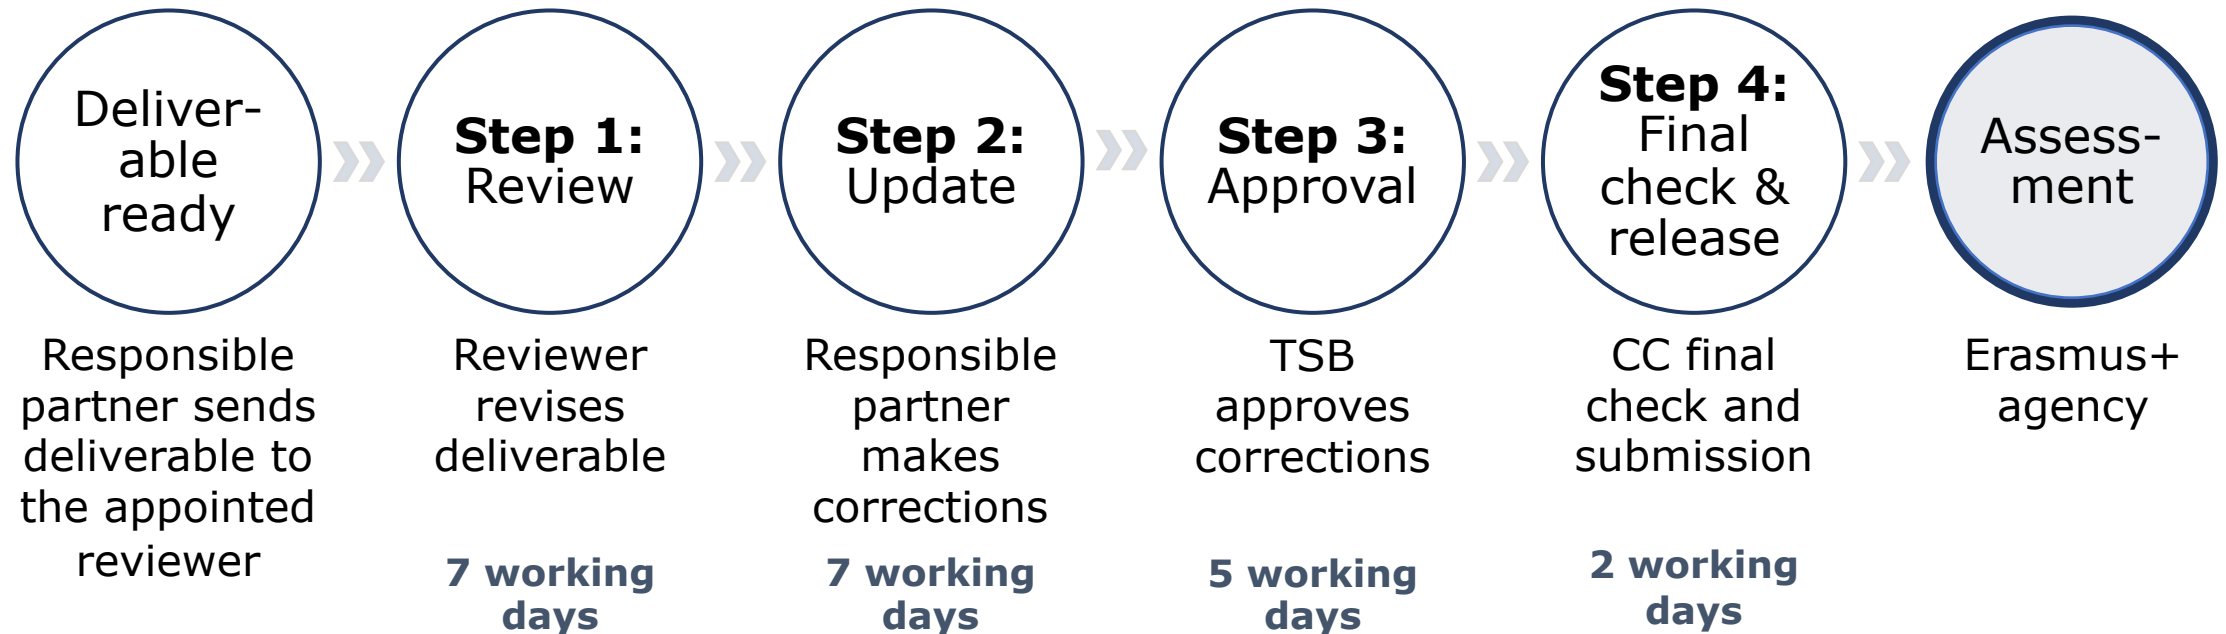 Deliver-
able
ready
Step 1:
Review
Step 2:
Update
Step 3:
Approval
Step 4:
Final
check &
release
Assess-
ment
Responsible
partner sends
deliverable to
the appointed
reviewer
Reviewer
revises
deliverable
7 working
days
Responsible
partner
makes
corrections
7 working
days
TSB
approves
corrections
5 working
days
CC final
check and
submission
2 working
days
Erasmus+
agency